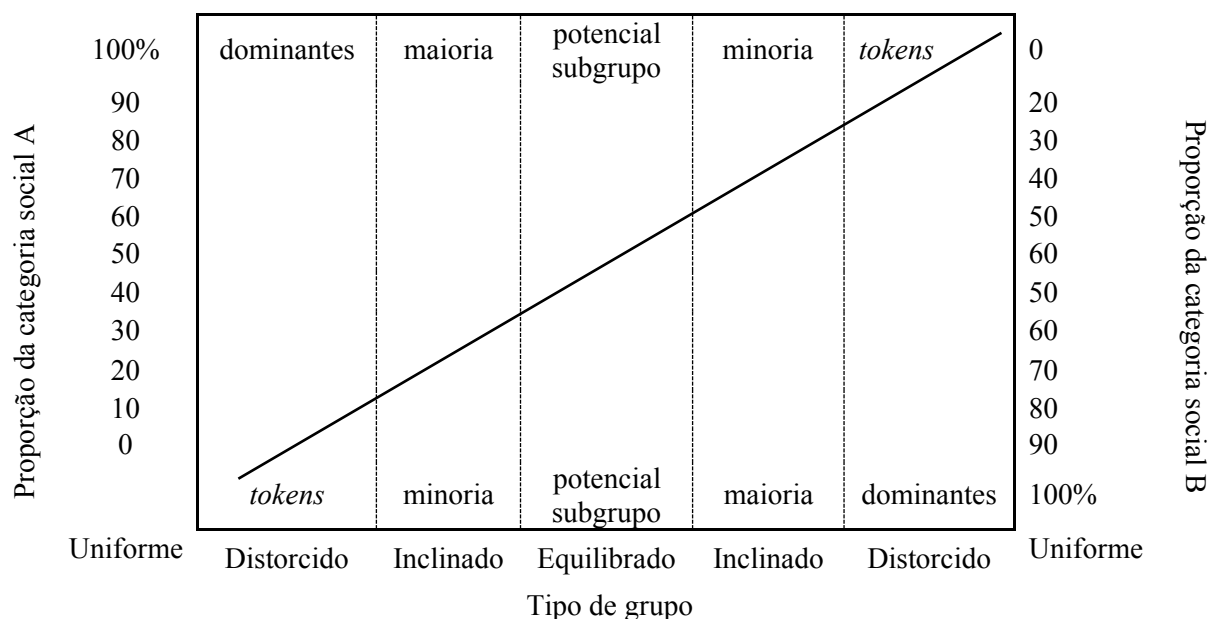 100%
dominantes
maioria
potencial
subgrupo
minoria
tokens
0
90
20
80
30
70
40
60
50
50
60
40
50
30
60
20
70
10
80
0
90
Proporção da categoria social A
Proporção da categoria social B
tokens
minoria
potencial
subgrupo
maioria
dominantes
100%
Uniforme
Distorcido
Inclinado
Equilibrado
Inclinado
Distorcido
Uniforme
Tipo de grupo